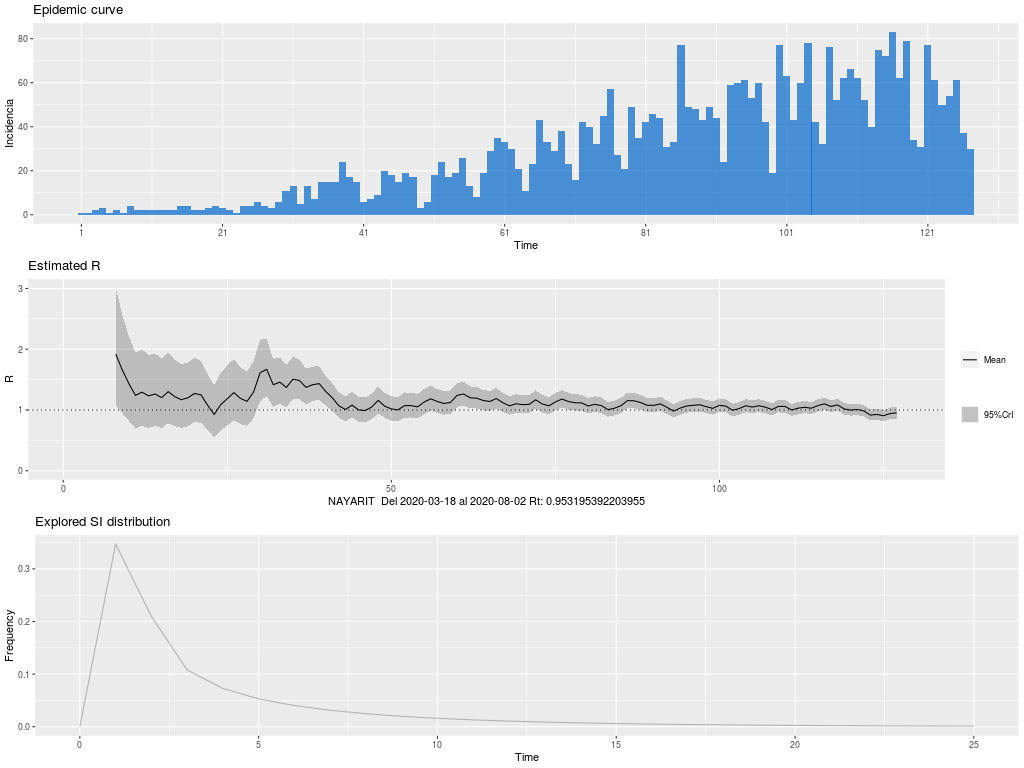 Epidemic curve
80
60
40
20
0
Incidencia
1 21 41 61 81 101 121
Time
Estimated R
3
2
1
0
R
Mean
95%CrI
0 50 100
NAYARIT Del 2020-03-18 al 2020-08-02 Rt: 0.953195392203955
Explored SI distribution
0.3
0.2
0.1
0.0
Frequency
0 5 10 15 20 25
Time